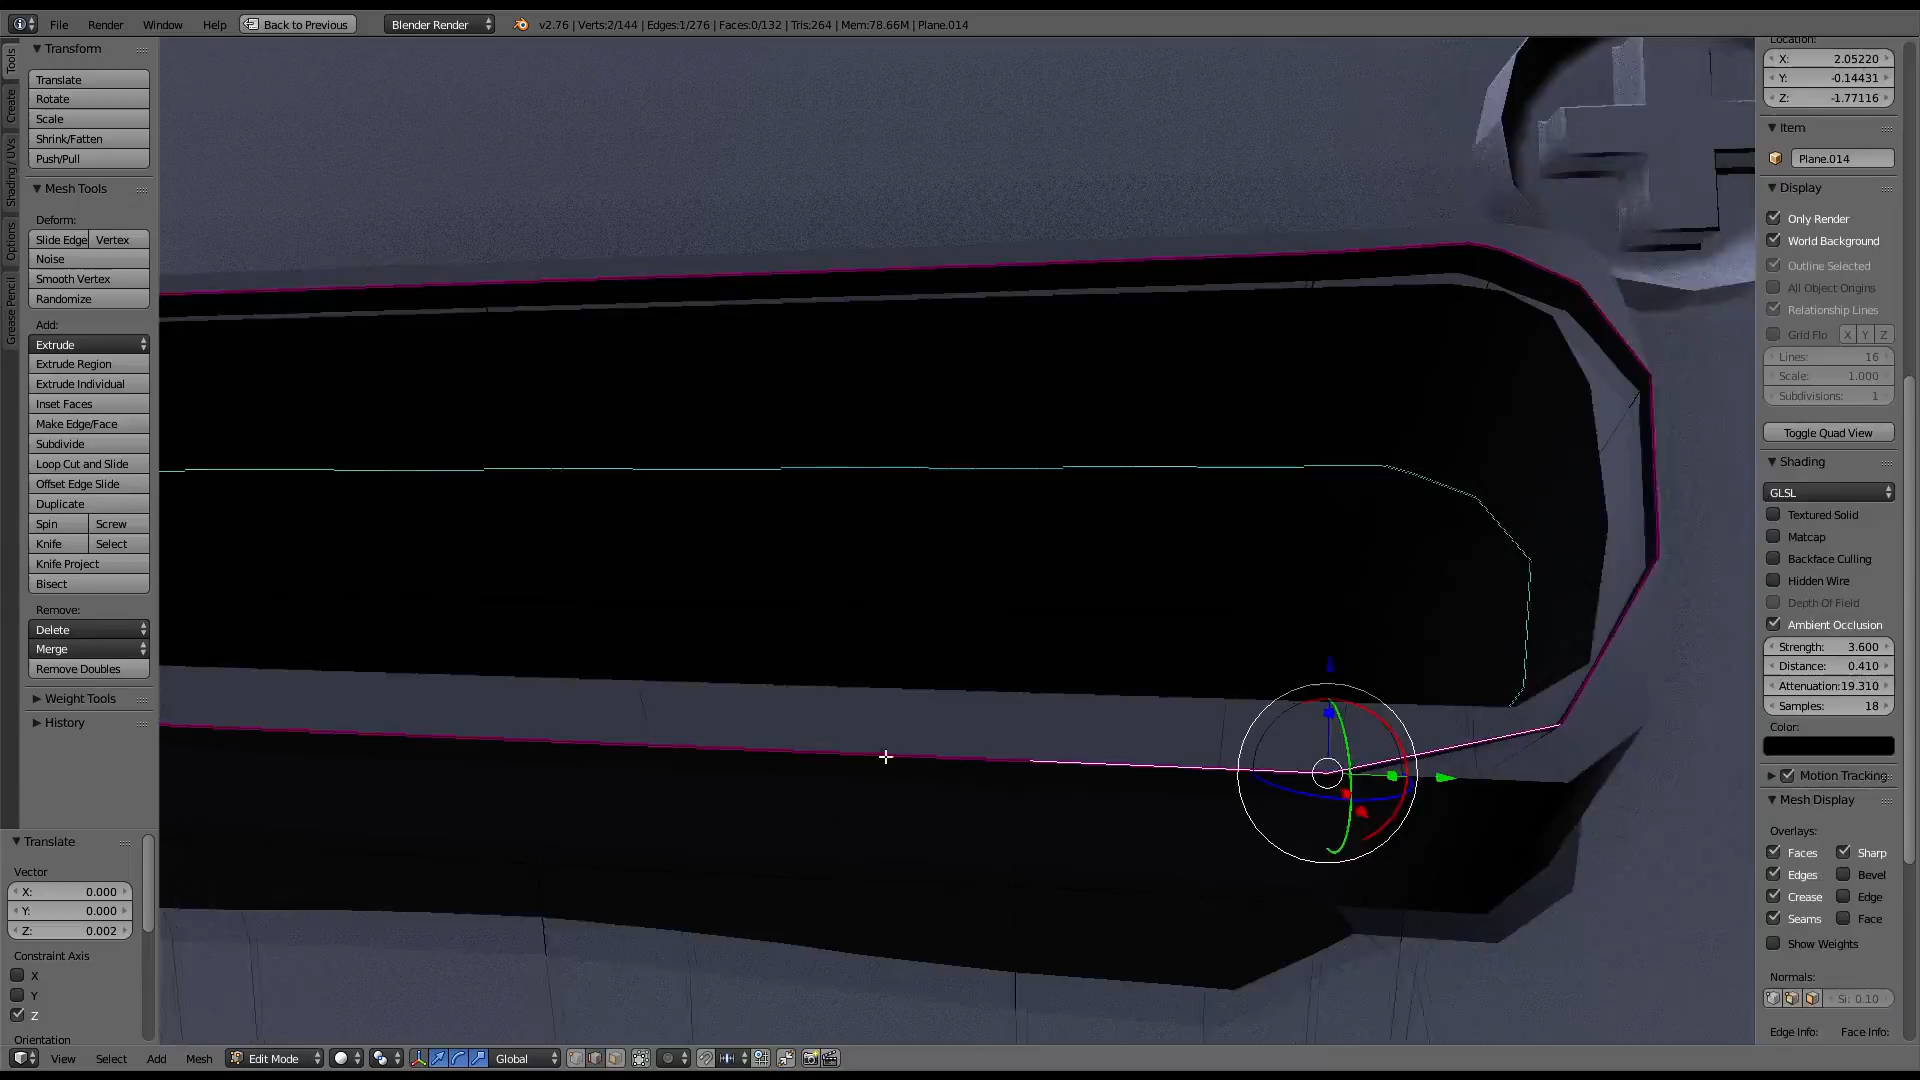 File Render Window Help Back to Previous Blender Render v2.76 | Verts:2/144 | Edges:1/276 | Faces:0/132 | Tris:264 | Mem:78.66M | Plane.014
Tools
Create
Shading / UVs
Options
Grease Pencil
Transform
Translate
Rotate
Scale
Shrink/Fatten
Push/Pull
Mesh Tools
Deform:
Slide Edge Vertex
Noise
Smooth Vertex
Randomize
Add:
Extrude
Extrude Region
Extrude Individual
Inset Faces
Make Edge/Face
Subdivide
Loop Cut and Slide
Offset Edge Slide
Duplicate
Spin Screw
Knife Select
Knife Project
Bisect
Remove:
Delete
Merge
Remove Doubles
Weight Tools
History
Translate
Vector
X: 0.000
Y: 0.000
Z: 0.002
Constraint Axis
X
Y
Z
Orientation
Location:
X: 2.05220
Y: -0.14431
Z: -1.77116
Item
Plane.014
Display
Only Render
World Background
Outline Selected
All Object Origins
Relationship Lines
Grid Flo X Y Z
Lines: 16
Scale: 1.000
Subdivisions: 1
Toggle Quad View
Shading
GLSL
Textured Solid
Matcap
Backface Culling
Hidden Wire
Depth Of Field
Ambient Occlusion
Strength: 3.600
Distance: 0.410
Attenuation:19.310
Samples: 18
Color:
Motion Tracking
Mesh Display
Overlays:
Faces Sharp
Edges Bevel
Crease Edge
Seams Face
Show Weights
Normals:
Si: 0.10
Edge Info: Face Info:
View Select Add Mesh Edit Mode Global